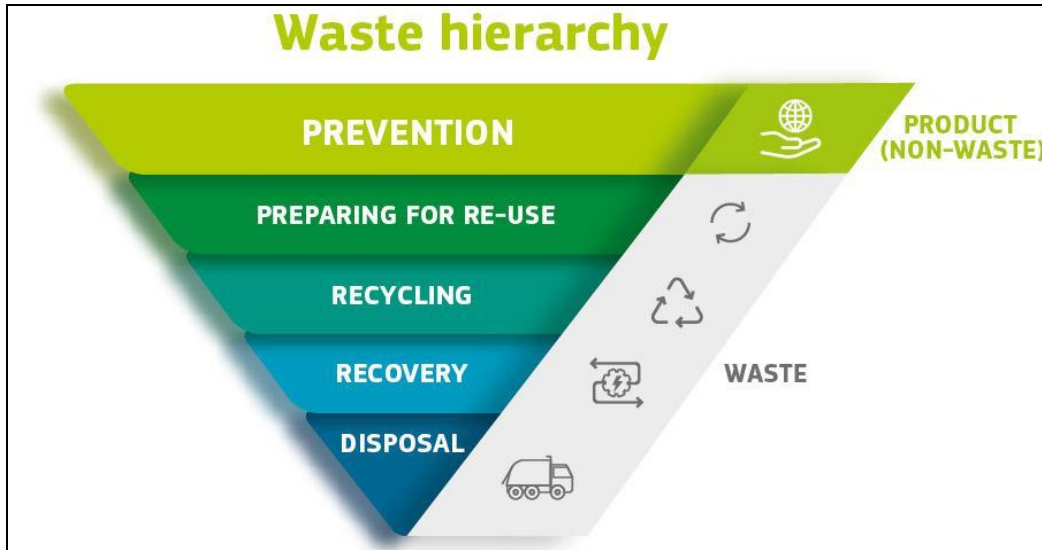 Waste hierarchy
PREVENTION
PRODUCT
(NON-WASTE)
PREPARING FOR RE-USE
RECYCLING
RECOVERY
WASTE
DISPOSAL